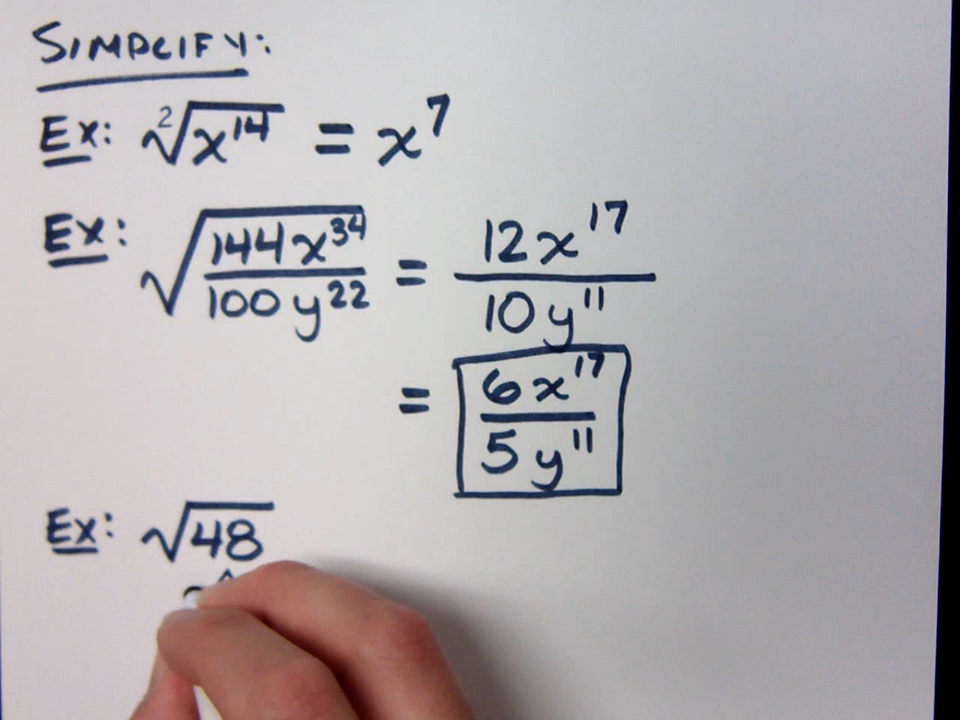 SIMPLIFY:
Ex: ²√x¹⁴ = x⁷
Ex: √(144x³⁴/100y²²) = 12x¹⁷/10y¹¹
= 6x¹⁷/5y¹¹
Ex: √48